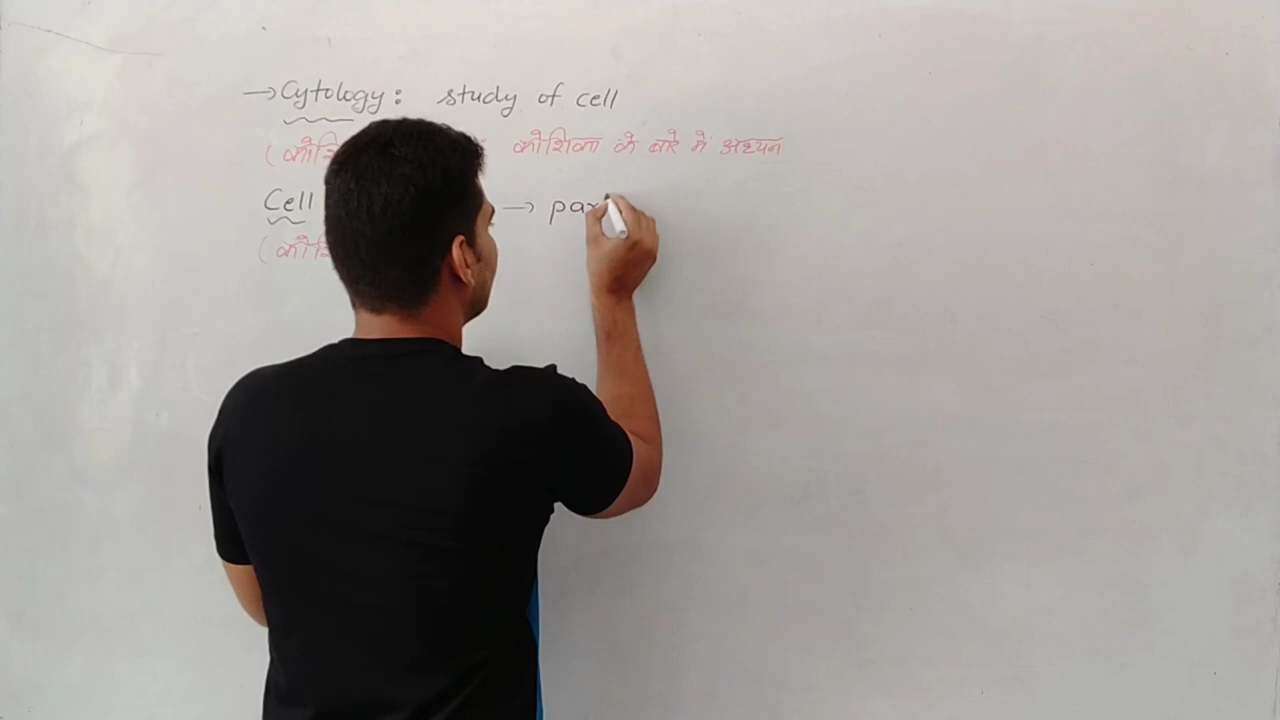 → Cytology: study of cell
( कोशिका के बारे में अध्ययन
Cell → par
(